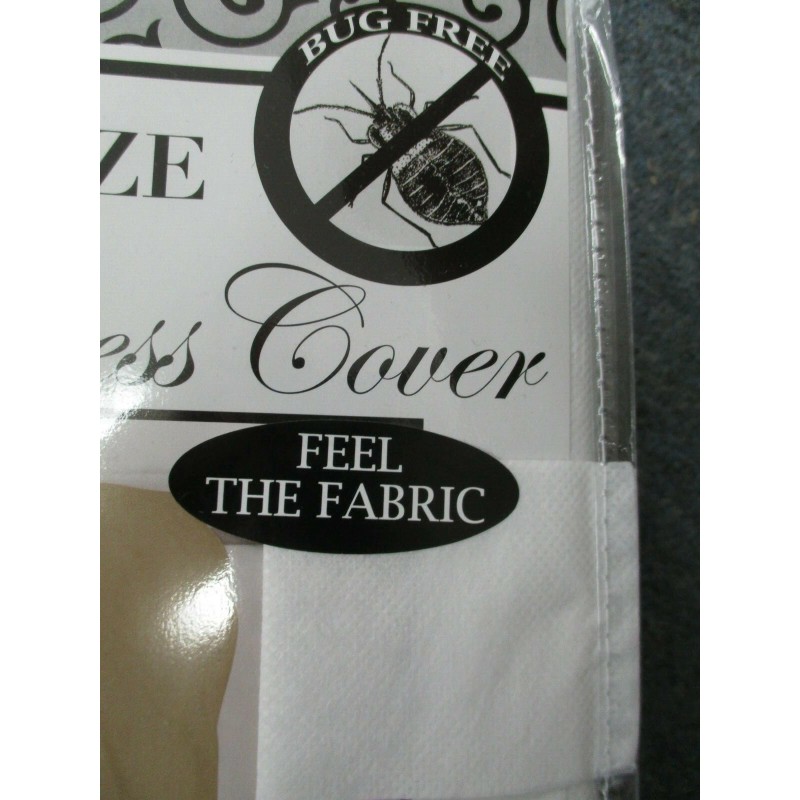 BUG FREE
ZE
ess Cover
FEEL
THE FABRIC